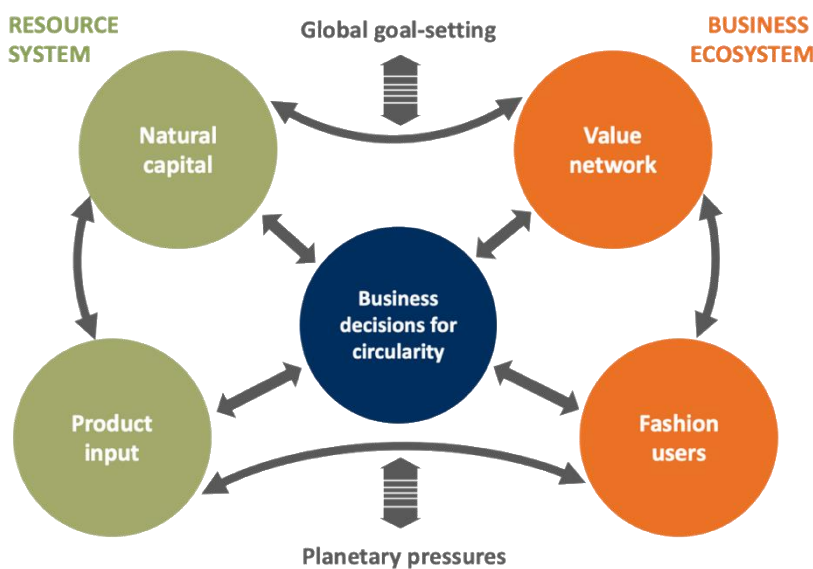 RESOURCE
SYSTEM
Global goal-setting
BUSINESS
ECOSYSTEM
Natural
capital
Value
network
Business
decisions for
circularity
Product
input
Fashion
users
Planetary pressures